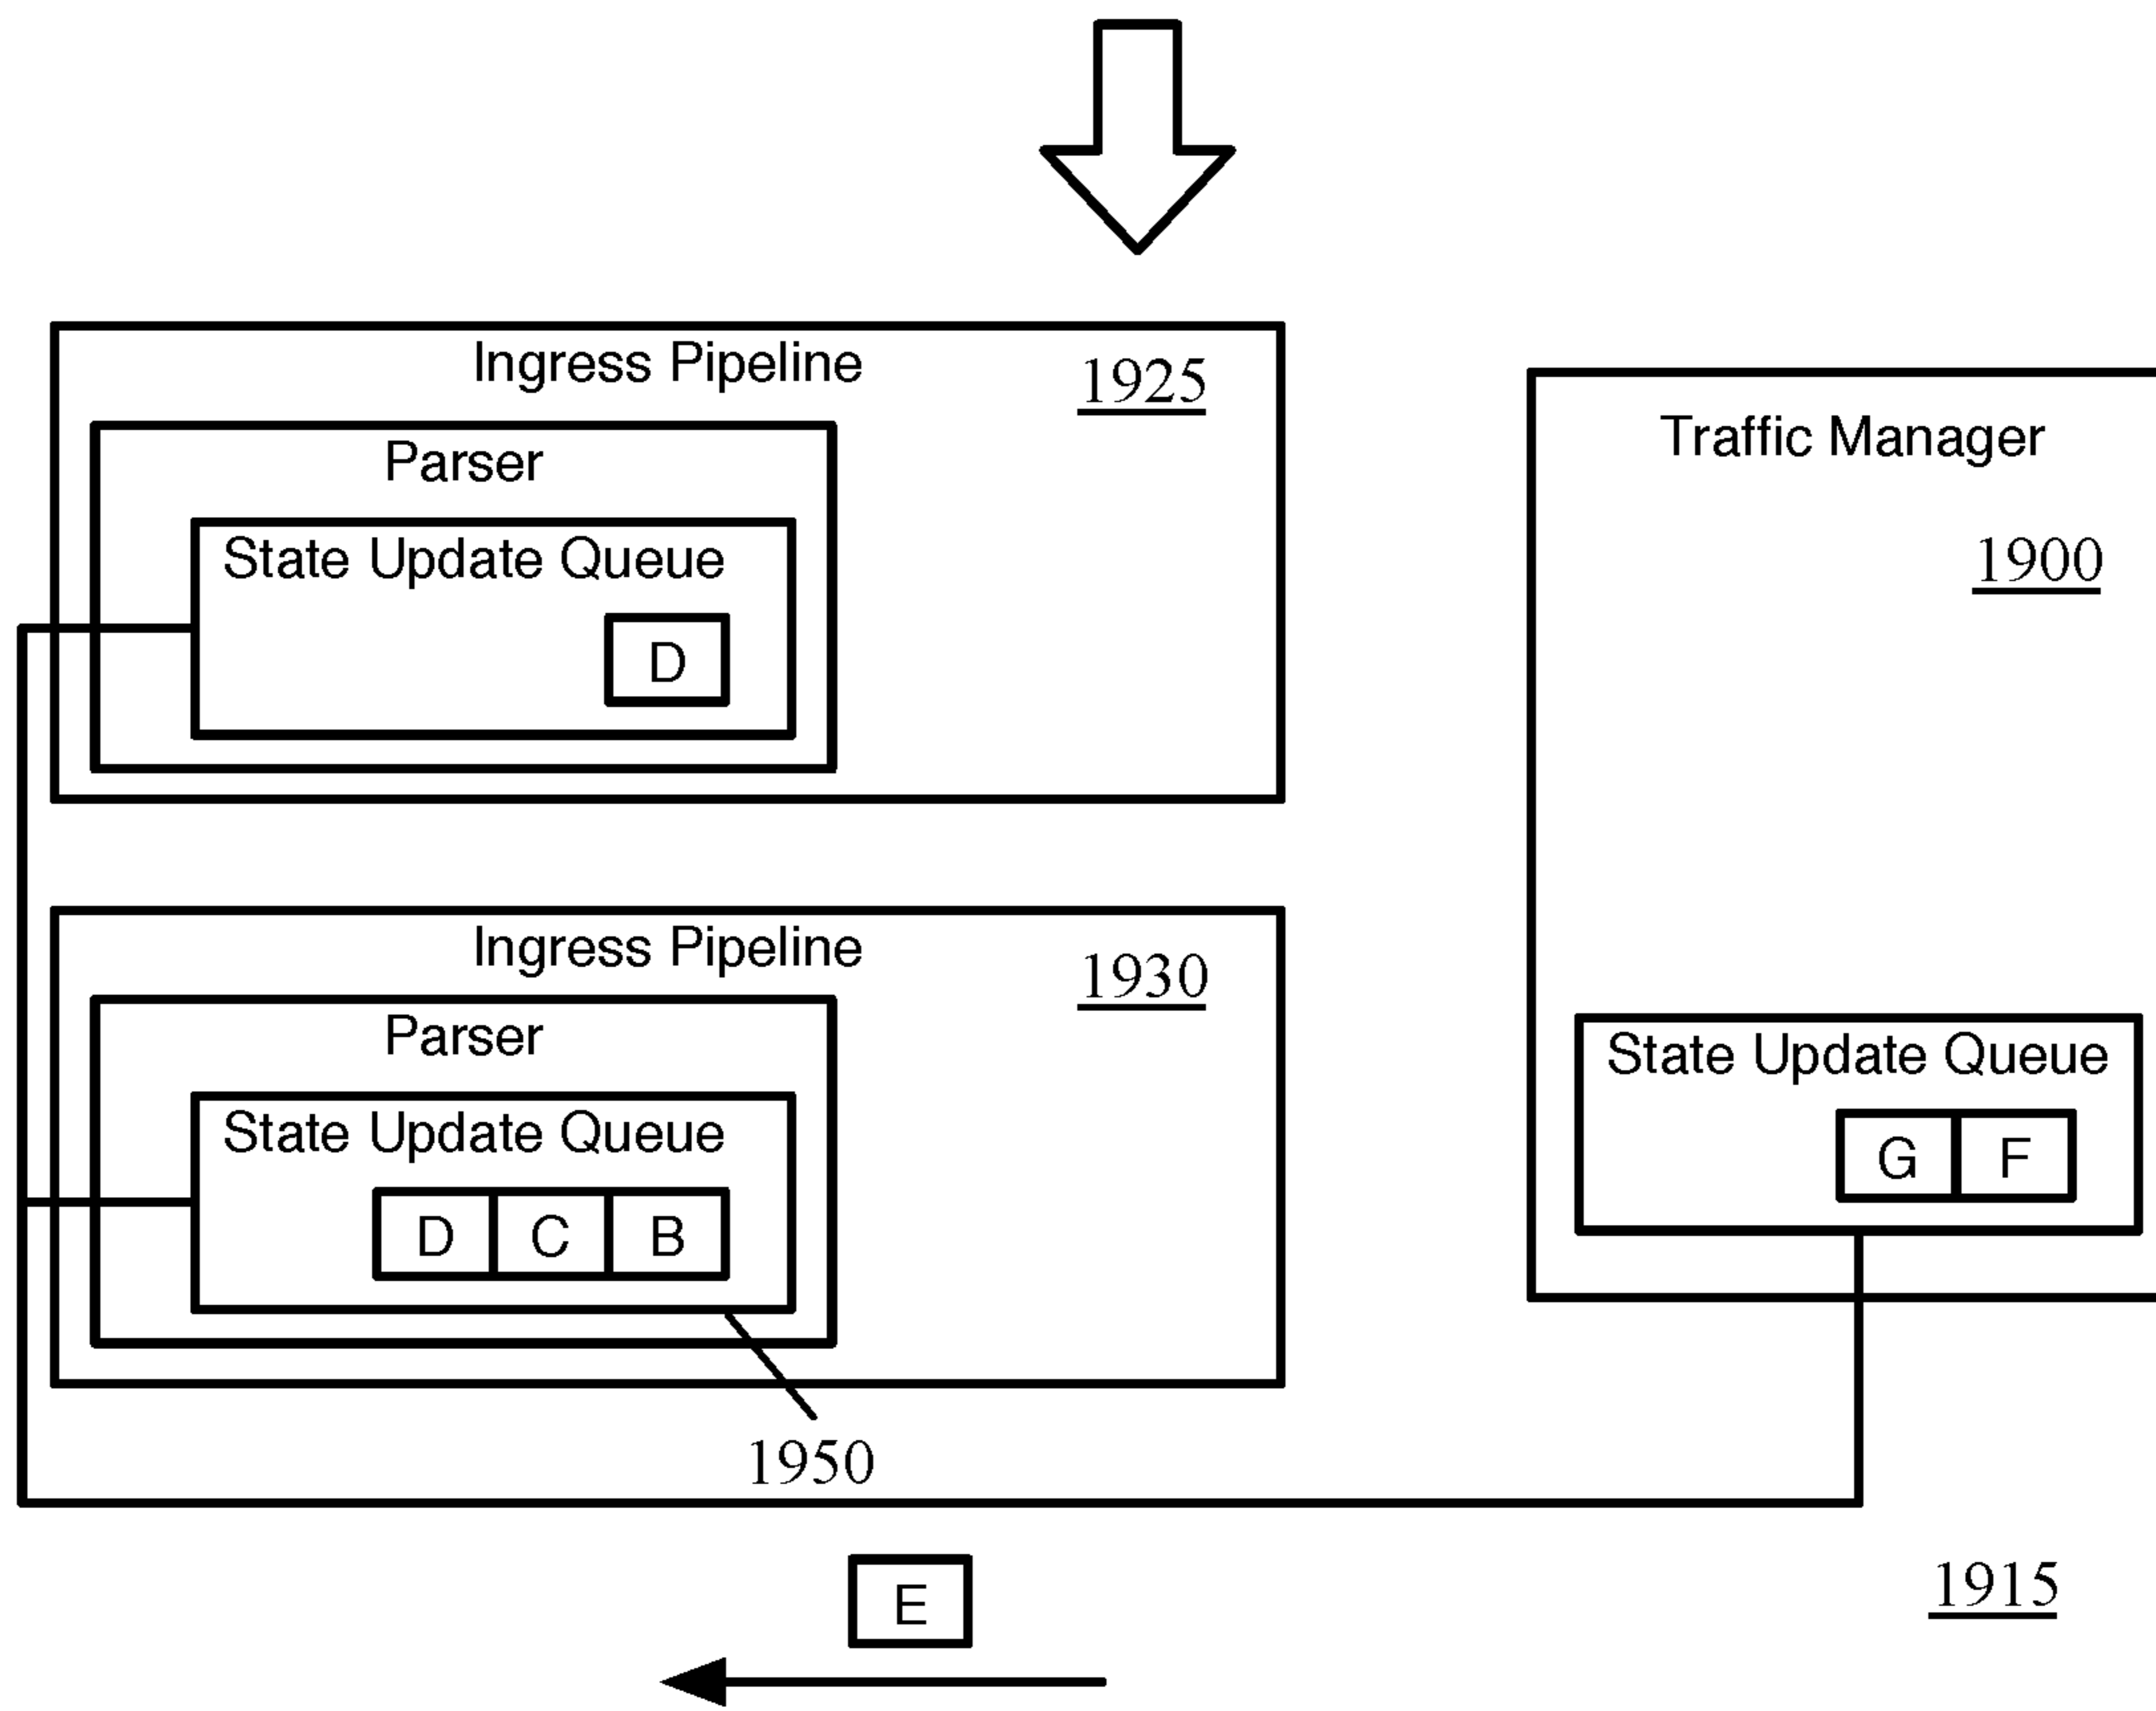 Ingress Pipeline
1925
Parser
State Update Queue
D
Traffic Manager
1900
Ingress Pipeline
1930
Parser
State Update Queue
D C B
1950
State Update Queue
G F
E
1915